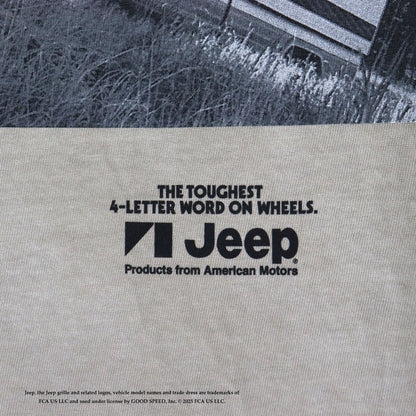 THE TOUGHEST
4-LETTER WORD ON WHEELS.
Jeep®
Products from American Motors
Jeep, the Jeep grille and related logos, vehicle model names and trade dress are trademarks of
FCA US LLC and used under license by GOOD SPEED, Inc. © 2025 FCA US LLC.